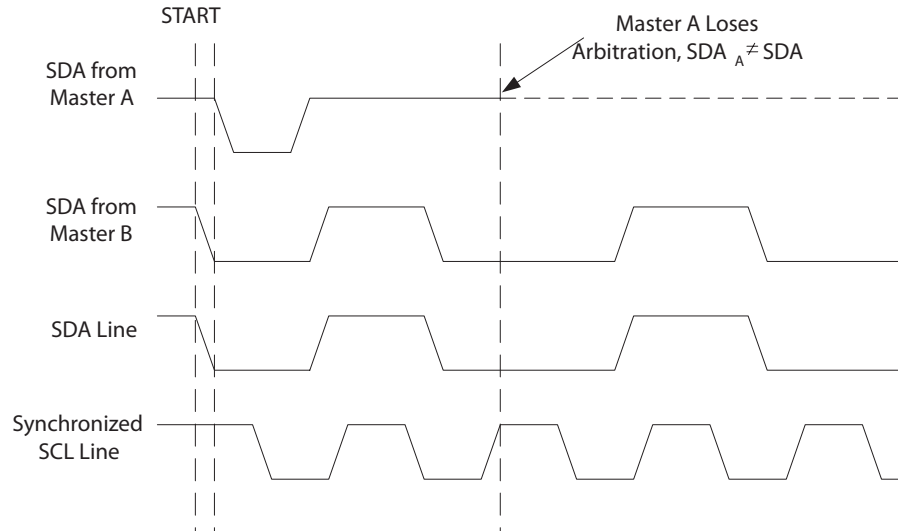 START
Master A Loses
Arbitration, SDA A ≠ SDA
SDA from
Master A
SDA from
Master B
SDA Line
Synchronized
SCL Line